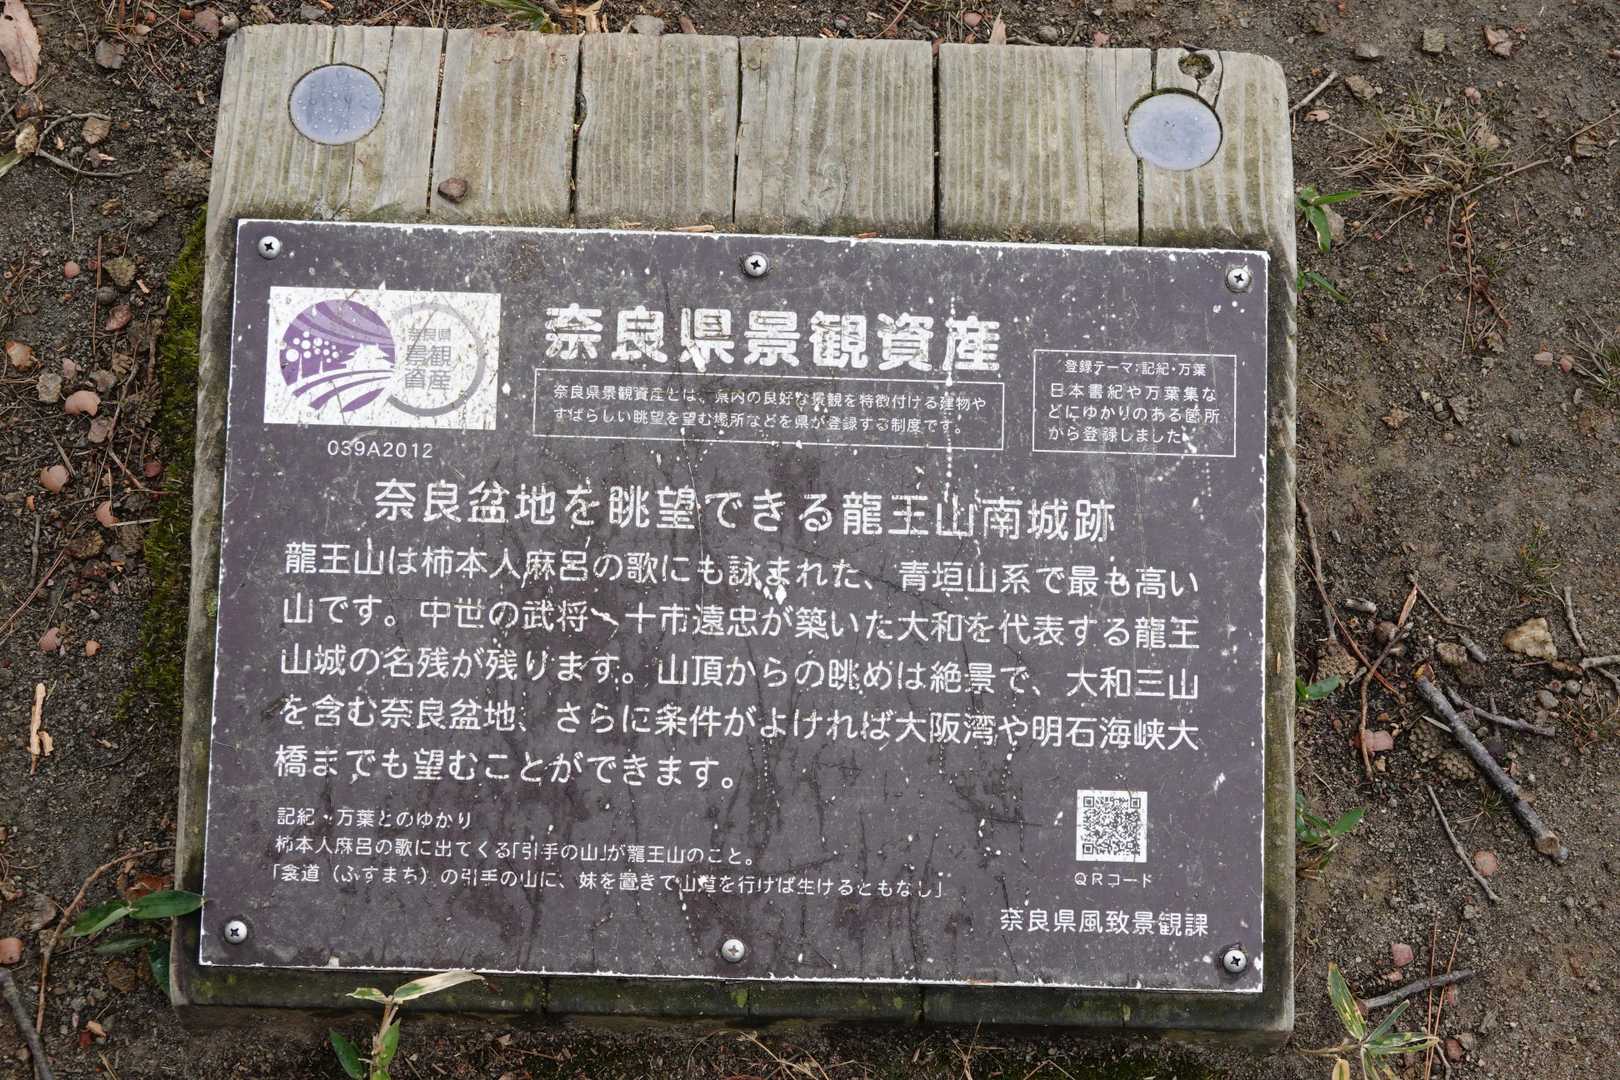 奈良県
景観
資産
039A2012
奈良県景観資産
奈良県景観資産とは、県内の良好な景観を特徴付ける建物や
すばらしい眺望を望む場所などを県が登録する制度です。
登録テーマ:記紀・万葉
日本書紀や万葉集な
どにゆかりのある箇所
から登録しました。
奈良盆地を眺望できる龍王山南城跡
龍王山は柿本人麻呂の歌にも詠まれた、青垣山系で最も高い
山です。中世の武将、十市遠忠が築いた大和を代表する龍王
山城の名残が残ります。山頂からの眺めは絶景で、大和三山
を含む奈良盆地、さらに条件がよければ大阪湾や明石海峡大
橋までも望むことができます。
記紀・万葉とのゆかり
柿本人麻呂の歌に出てくる「引手の山」が龍王山のこと。
「衾道（ふすまぢ）の引手の山に、妹を置きて山道を行けば生けるともなし」
QRコード
奈良県風致景観課